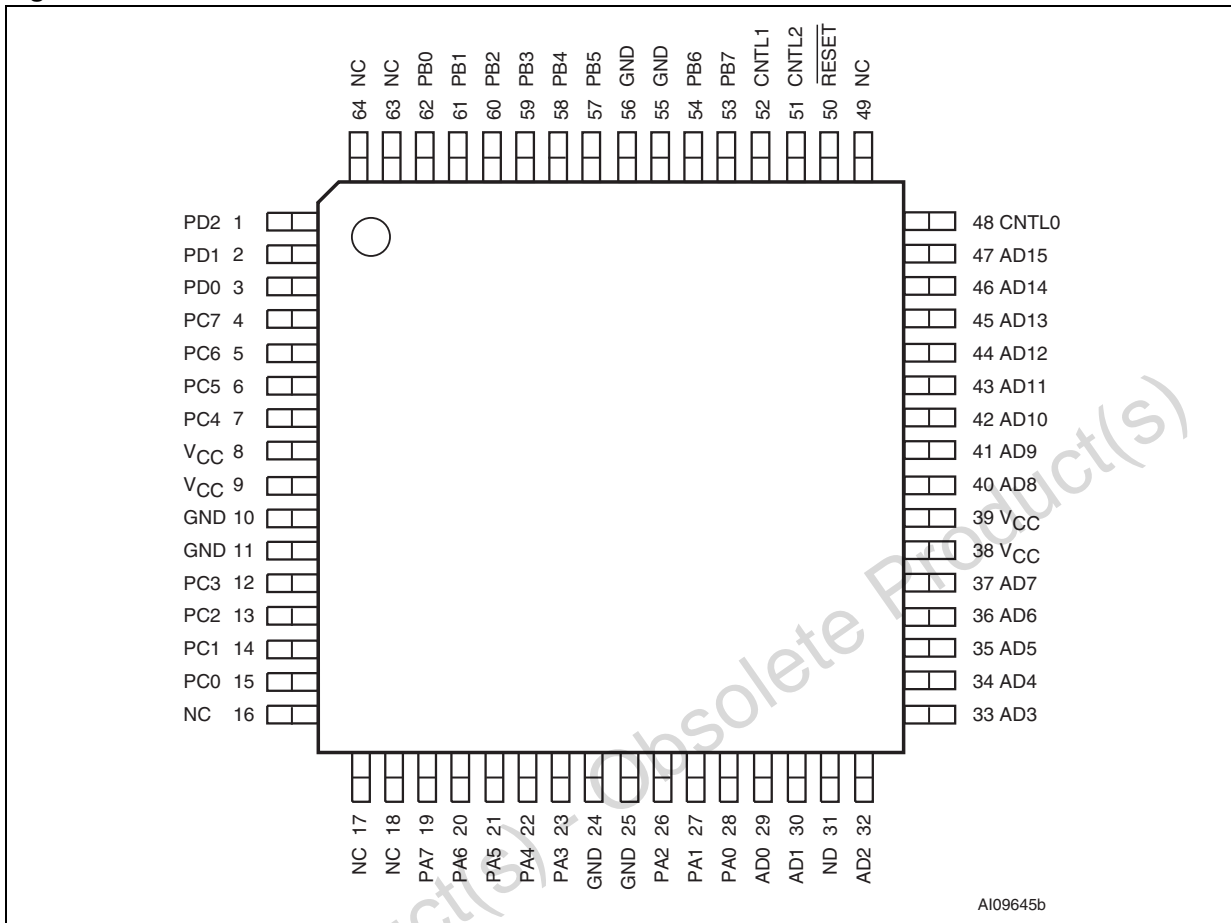 64 NC
63 NC
62 PB0
61 PB1
60 PB2
59 PB3
58 PB4
57 PB5
56 GND
55 GND
54 PB6
53 PB7
52 CNTL1
51 CNTL2
50 RESET
49 NC
PD2 1
PD1 2
PD0 3
PC7 4
PC6 5
PC5 6
PC4 7
VCC 8
VCC 9
GND 10
GND 11
PC3 12
PC2 13
PC1 14
PC0 15
NC 16
48 CNTL0
47 AD15
46 AD14
45 AD13
44 AD12
43 AD11
42 AD10
41 AD9
40 AD8
39 VCC
38 VCC
37 AD7
36 AD6
35 AD5
34 AD4
33 AD3
NC 17
NC 18
PA7 19
PA6 20
PA5 21
PA4 22
PA3 23
GND 24
GND 25
PA2 26
PA1 27
PA0 28
AD0 29
AD1 30
ND 31
AD2 32
AI09645b
uct(s) - Obsolete Product(s)